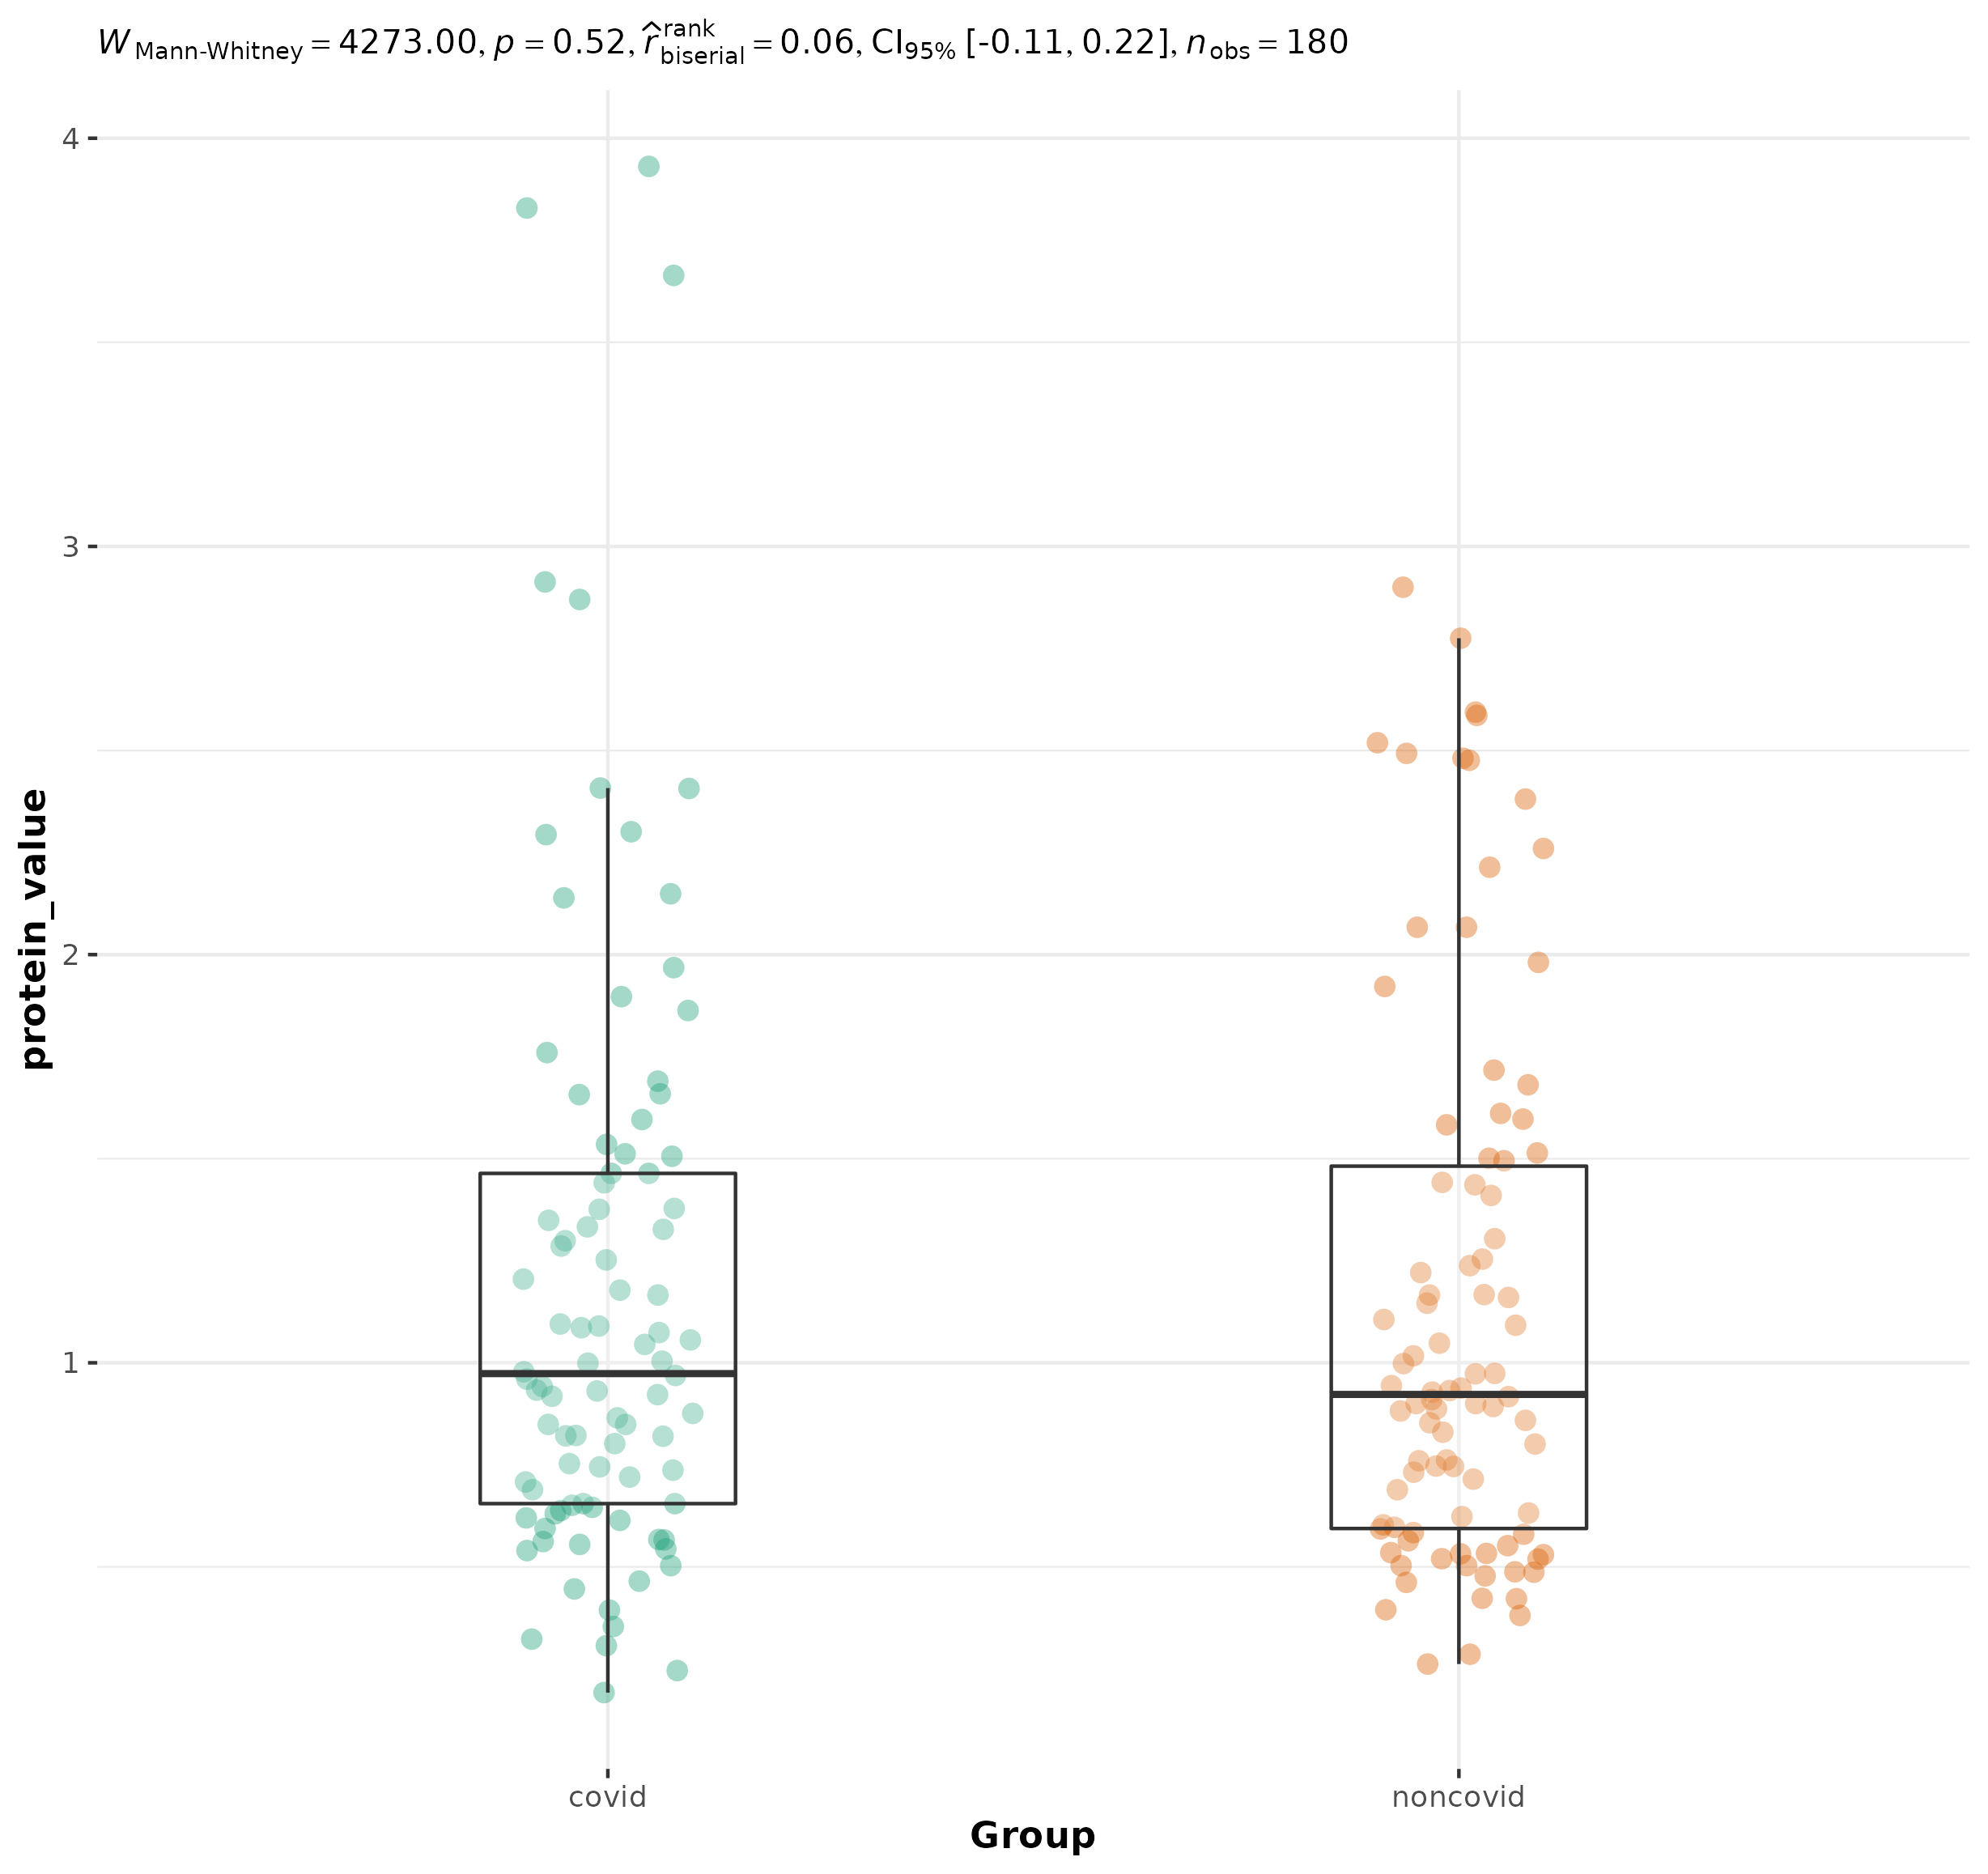 W Mann-Whitney = 4273.00, p = 0.52, r̂ rank biserial = 0.06, CI95% [-0.11, 0.22], nobs = 180
4
3
2
1
protein_value
covid noncovid
Group